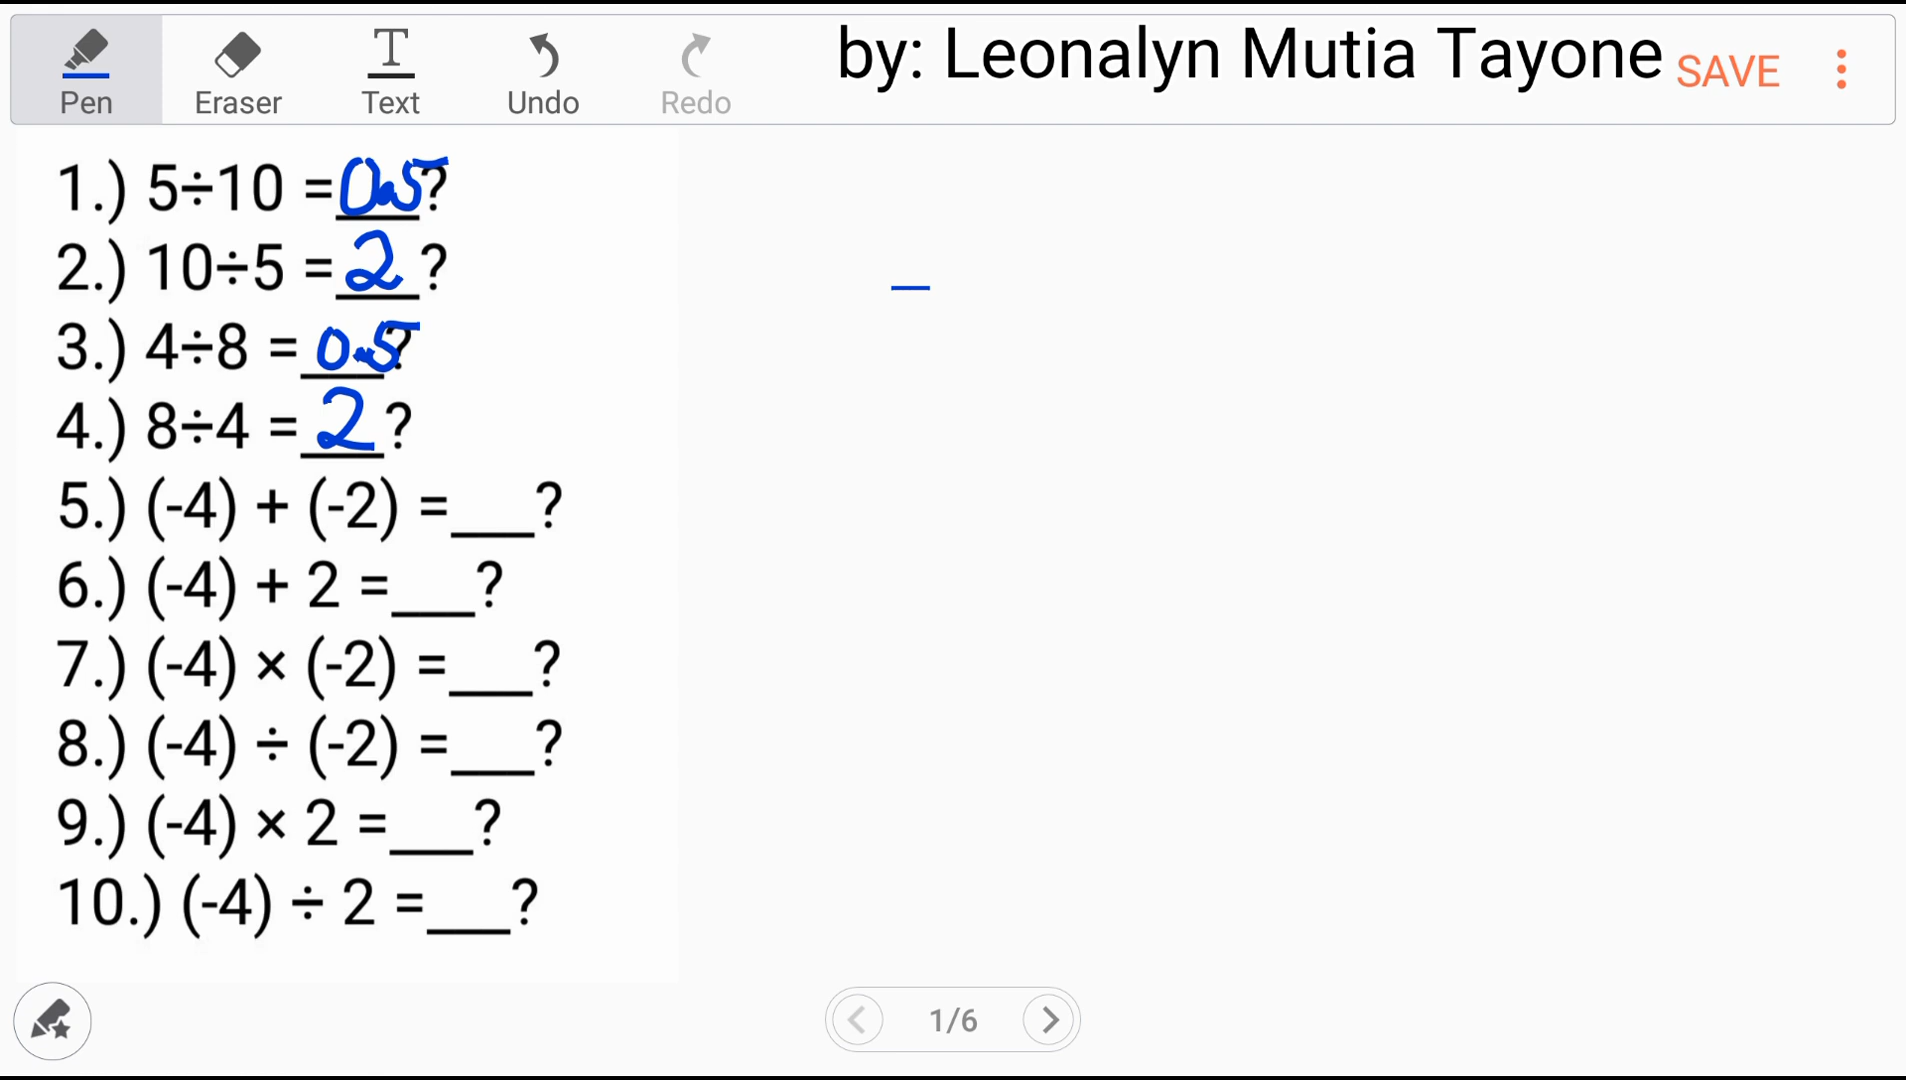 Pen Eraser Text Undo Redo by: Leonalyn Mutia Tayone SAVE
1.) 5÷10 =0.5?
2.) 10÷5 =2?
3.) 4÷8 =0.5?
4.) 8÷4 =2?
5.) (-4) + (-2) =___?
6.) (-4) + 2 =___?
7.) (-4) × (-2) =___?
8.) (-4) ÷ (-2) =___?
9.) (-4) × 2 =___?
10.) (-4) ÷ 2 =___?
1/6